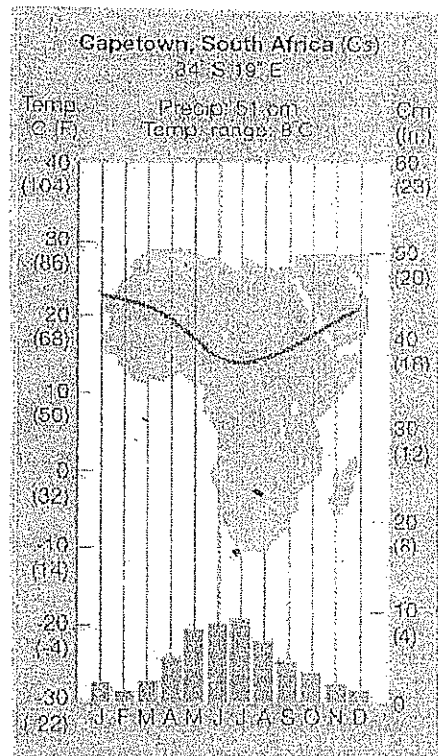 Capetown, South Africa (Cs)
34° S 19° E
Temp. C (F)
Precip: 51 cm
Temp. range: 8 C
Cm (In.)
40 (104)
30 (86)
20 (68)
10 (50)
0 (32)
-10 (14)
-20 (-4)
-30 (-22)
60 (23)
50 (20)
40 (16)
30 (12)
20 (8)
10 (4)
0
J F M A M J J A S O N D